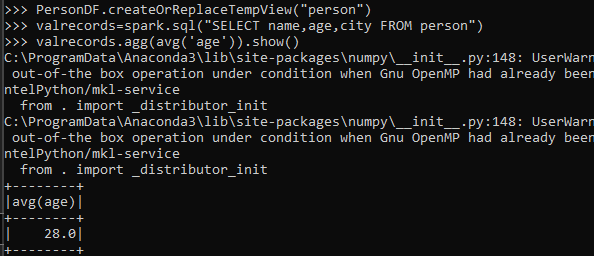 >>> PersonDF.createOrReplaceTempView("person")
>>> valrecords=spark.sql("SELECT name,age,city FROM person")
>>> valrecords.agg(avg('age')).show()
C:\ProgramData\Anaconda3\lib\site-packages\numpy\__init__.py:148: UserWarn
 out-of-the box operation under condition when Gnu OpenMP had already been
ntelPython/mkl-service
  from . import _distributor_init
C:\ProgramData\Anaconda3\lib\site-packages\numpy\__init__.py:148: UserWarn
 out-of-the box operation under condition when Gnu OpenMP had already been
ntelPython/mkl-service
  from . import _distributor_init
+--------+
|avg(age)|
+--------+
|    28.0|
+--------+